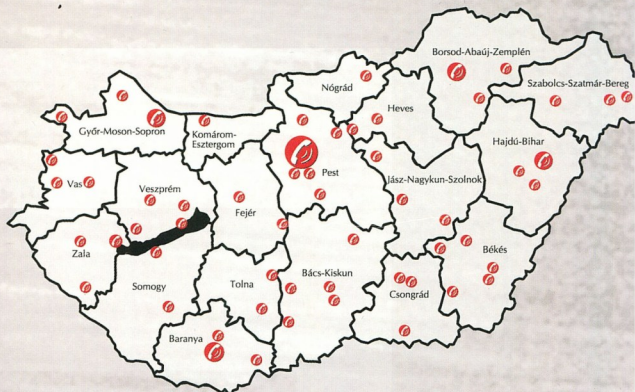 Borsod-Abaúj-Zemplén
Nógrád
Szabolcs-Szatmár-Bereg
Heves
Győr-Moson-Sopron
Komárom-
Esztergom
Hajdú-Bihar
Pest
Jász-Nagykun-Szolnok
Vas
Veszprém
Fejér
Zala
Békés
Bács-Kiskun
Somogy
Tolna
Csongrád
Baranya